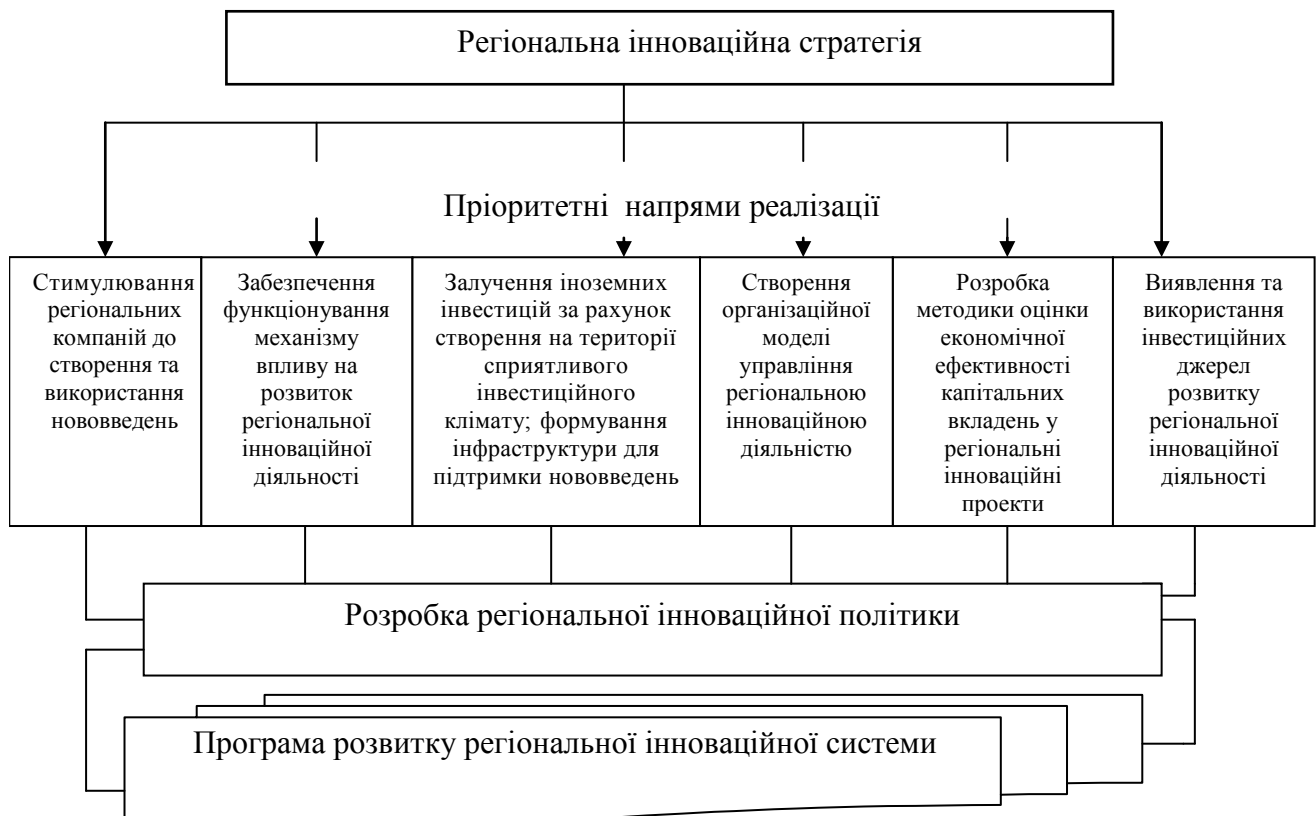 Регіональна інноваційна стратегія
Пріоритетні напрями реалізації
Стимулювання
регіональних
компаній до
створення та
використання
нововведень
Забезпечення
функціонування
механізму
впливу на
розвиток
регіональної
інноваційної
діяльності
Залучення іноземних
інвестицій за рахунок
створення на території
сприятливого
інвестиційного
клімату; формування
інфраструктури для
підтримки нововведень
Створення
організаційної
моделі
управління
регіональною
інноваційною
діяльністю
Розробка
методики оцінки
економічної
ефективності
капітальних
вкладень у
регіональні
інноваційні
проекти
Виявлення та
використання
інвестиційних
джерел
розвитку
регіональної
інноваційної
діяльності
Розробка регіональної інноваційної політики
Програма розвитку регіональної інноваційної системи